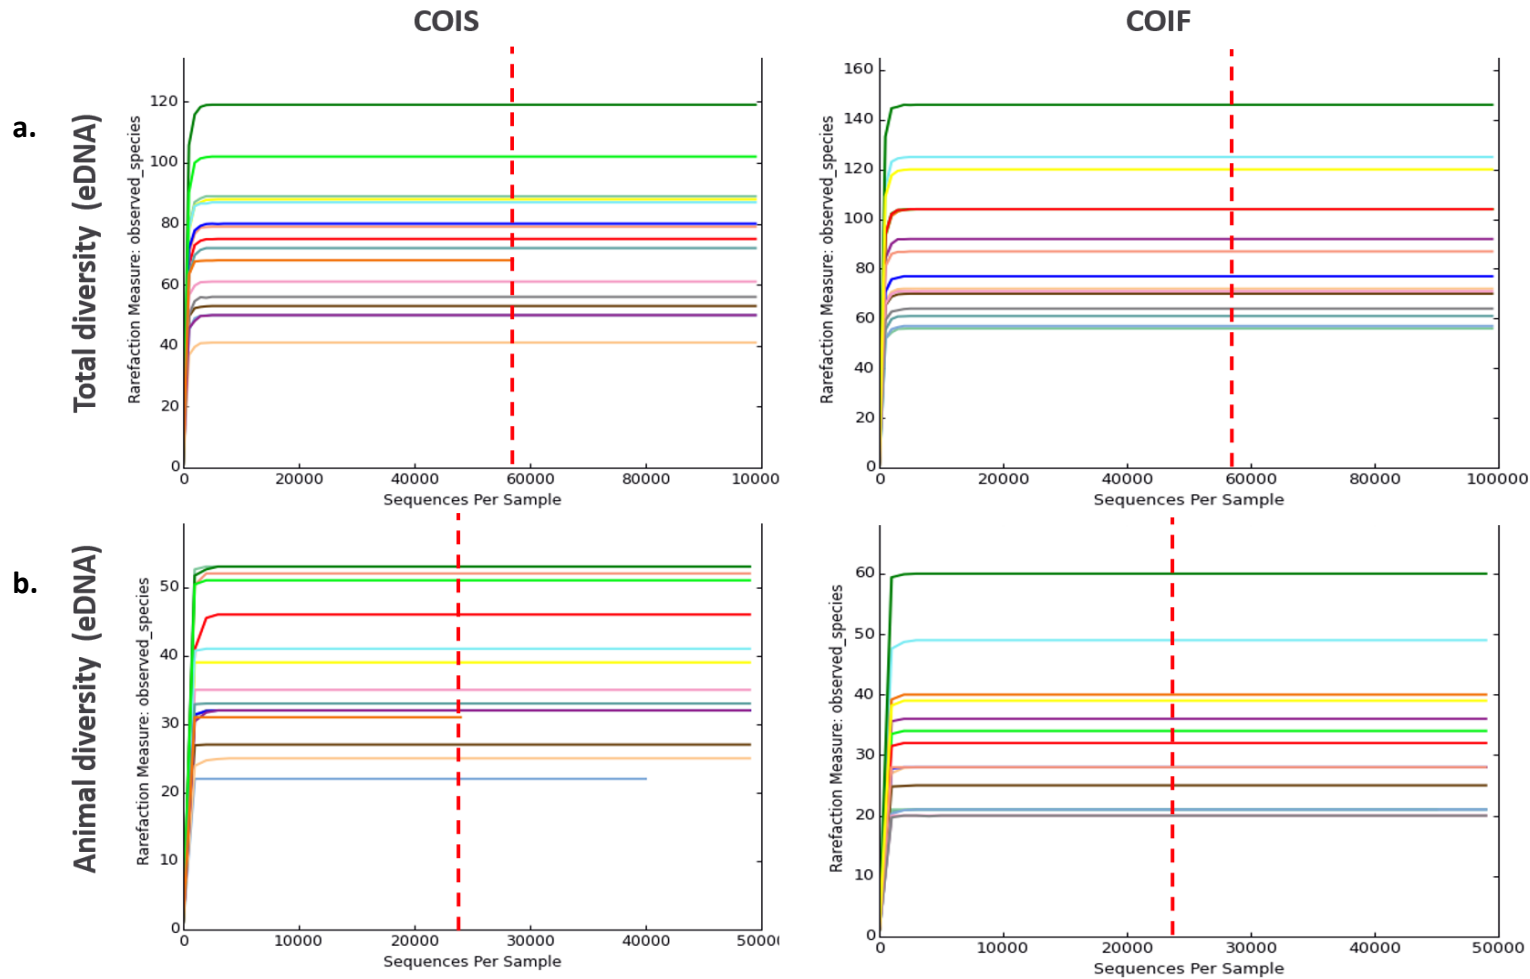 COIS
COIF
a.
Total diversity (eDNA)
Rarefaction Measure: observed_species
120
100
80
60
40
20
0
0 20000 40000 60000 80000 10000
Sequences Per Sample
Rarefaction Measure: observed_species
160
140
120
100
80
60
40
20
0
0 20000 40000 60000 80000 100000
Sequences Per Sample
b.
Animal diversity (eDNA)
Rarefaction Measure: observed_species
50
40
30
20
10
0
0 10000 20000 30000 40000 50000
Sequences Per Sample
Rarefaction Measure: observed_species
60
50
40
30
20
10
0
0 10000 20000 30000 40000 50000
Sequences Per Sample